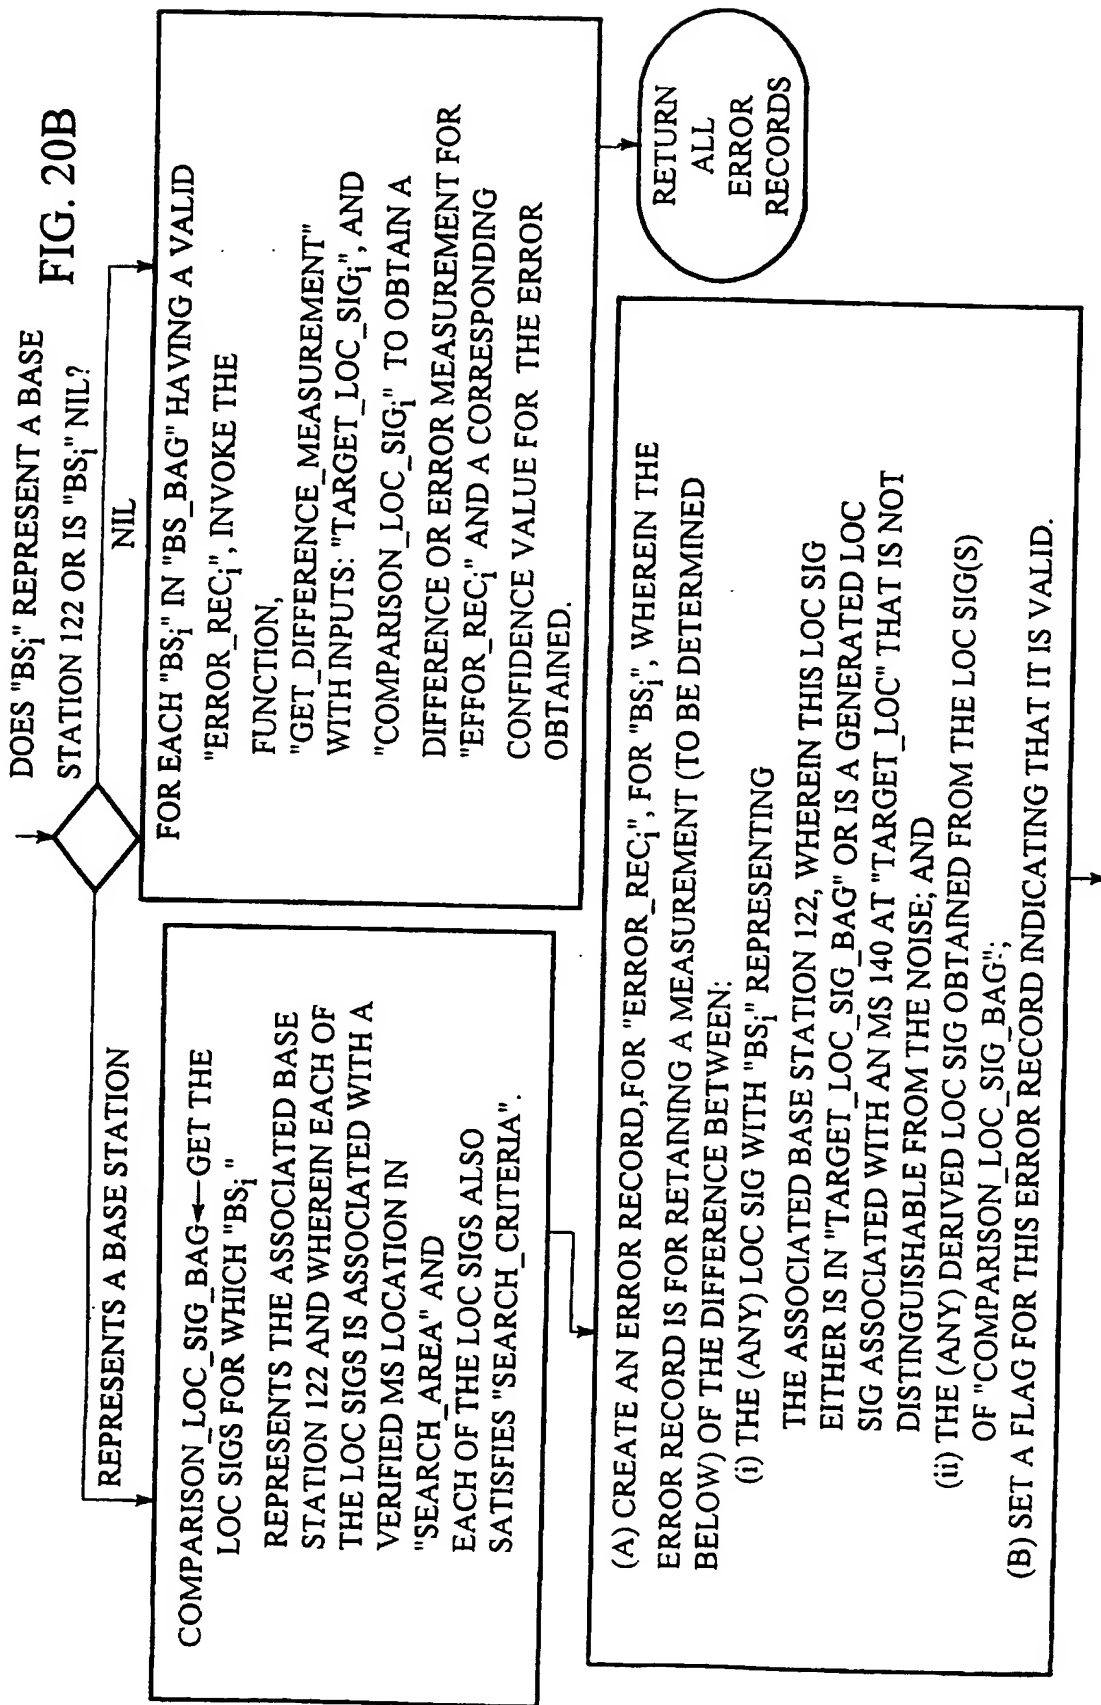 FIG. 20B
DOES "BSi" REPRESENT A BASE
STATION 122 OR IS "BSi" NIL?
REPRESENTS A BASE STATION
NIL
COMPARISON_LOC_SIG_BAG←GET THE
LOC SIGS FOR WHICH "BSi"
REPRESENTS THE ASSOCIATED BASE
STATION 122 AND WHEREIN EACH OF
THE LOC SIGS IS ASSOCIATED WITH A
VERIFIED MS LOCATION IN
"SEARCH_AREA" AND
EACH OF THE LOC SIGS ALSO
SATISFIES "SEARCH_CRITERIA".
FOR EACH "BSi" IN "BS_BAG" HAVING A VALID
"ERROR_RECi", INVOKE THE
FUNCTION,
"GET_DIFFERENCE_MEASUREMENT"
WITH INPUTS: "TARGET_LOC_SIGi", AND
"COMPARISON_LOC_SIGi" TO OBTAIN A
DIFFERENCE OR ERROR MEASUREMENT FOR
"EFFOR_RECi" AND A CORRESPONDING
CONFIDENCE VALUE FOR THE ERROR
OBTAINED.
(A) CREATE AN ERROR RECORD,FOR "ERROR_RECi", FOR "BSi", WHEREIN THE
ERROR RECORD IS FOR RETAINING A MEASUREMENT (TO BE DETERMINED
BELOW) OF THE DIFFERENCE BETWEEN:
(i) THE (ANY) LOC SIG WITH "BSi" REPRESENTING
THE ASSOCIATED BASE STATION 122, WHEREIN THIS LOC SIG
EITHER IS IN "TARGET_LOC_SIG_BAG" OR IS A GENERATED LOC
SIG ASSOCIATED WITH AN MS 140 AT "TARGET_LOC" THAT IS NOT
DISTINGUISHABLE FROM THE NOISE; AND
(ii) THE (ANY) DERIVED LOC SIG OBTAINED FROM THE LOC SIG(S)
OF "COMPARISON_LOC_SIG_BAG";
(B) SET A FLAG FOR THIS ERROR RECORD INDICATING THAT IT IS VALID.
RETURN
ALL
ERROR
RECORDS